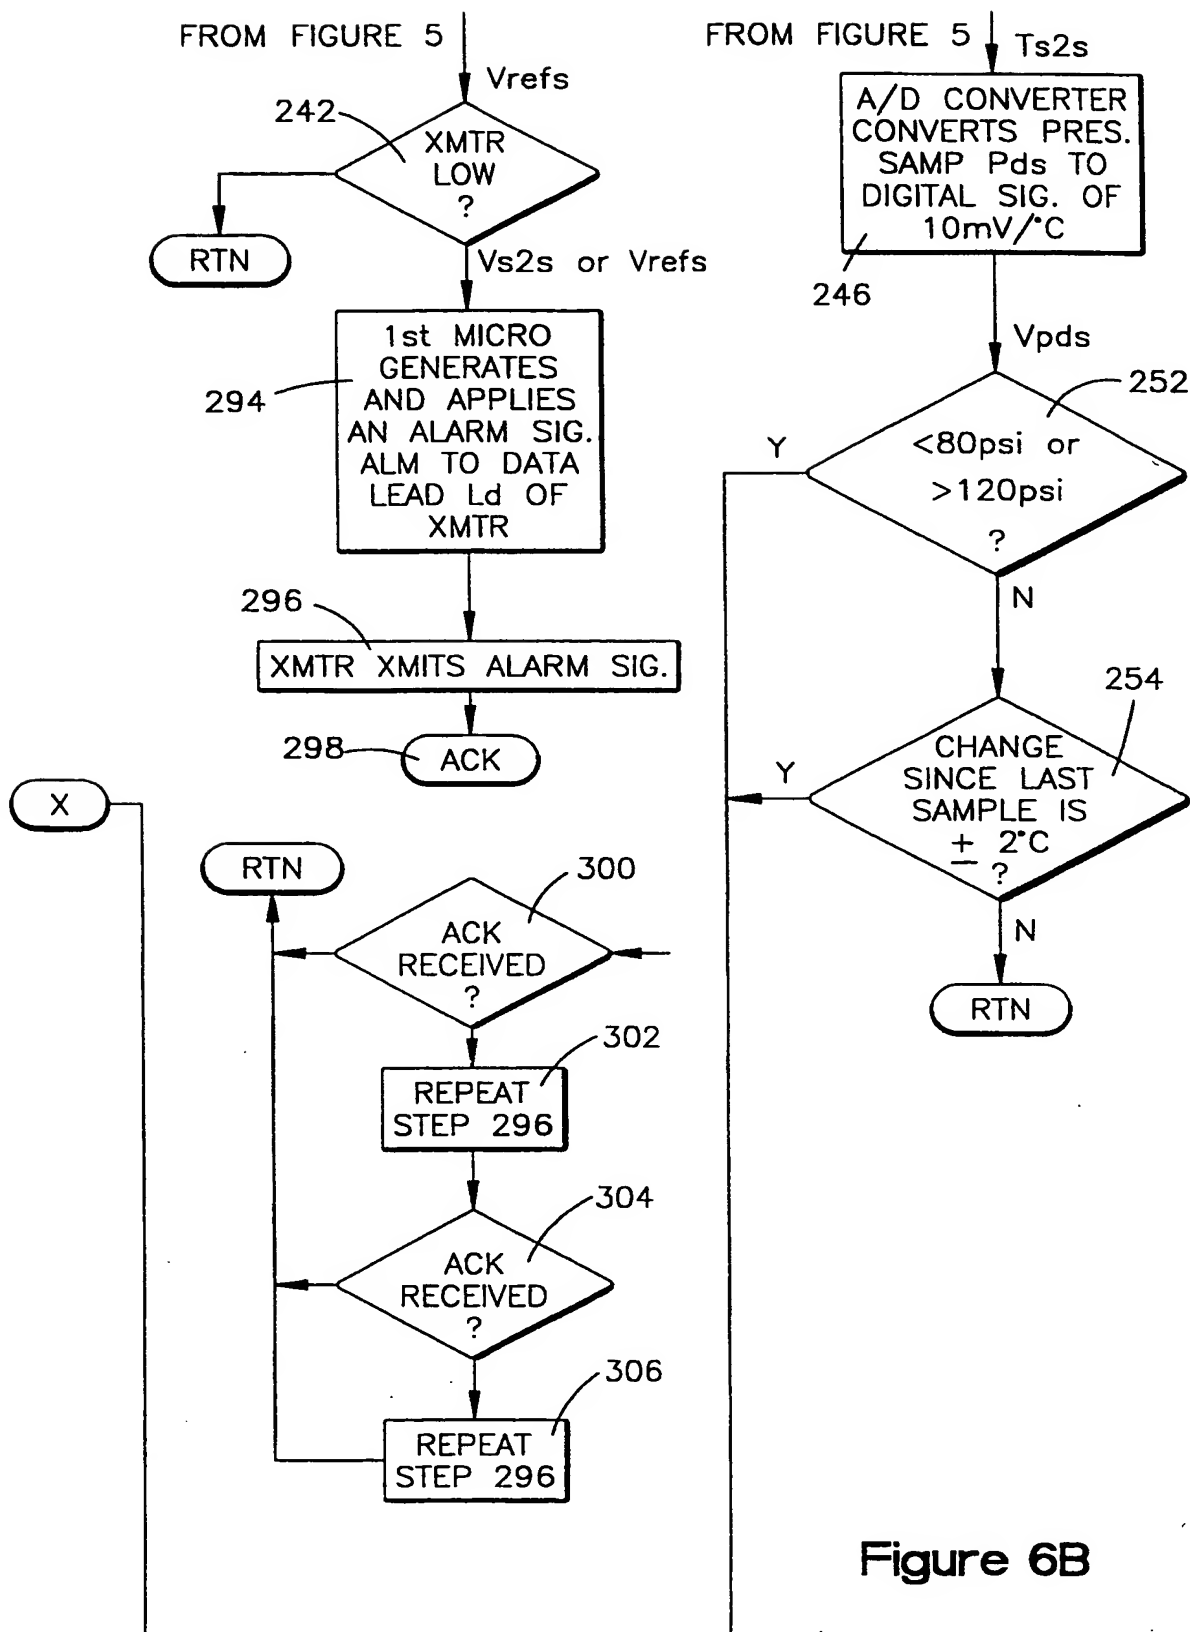 FROM FIGURE 5
Vrefs
242
XMTR
LOW
?
RTN
Vs2s or Vrefs
1st MICRO
GENERATES
AND APPLIES
AN ALARM SIG.
ALM TO DATA
LEAD Ld OF
XMTR
294
296
XMTR XMITS ALARM SIG.
298
ACK
X
RTN
300
ACK
RECEIVED
?
302
REPEAT
STEP 296
304
ACK
RECEIVED
?
306
REPEAT
STEP 296
FROM FIGURE 5
Ts2s
A/D CONVERTER
CONVERTS PRES.
SAMP Pds TO
DIGITAL SIG. OF
10mV/°C
246
Vpds
252
<80psi or
>120psi
?
Y
N
254
CHANGE
SINCE LAST
SAMPLE IS
± 2°C
?
Y
N
RTN
Figure 6B